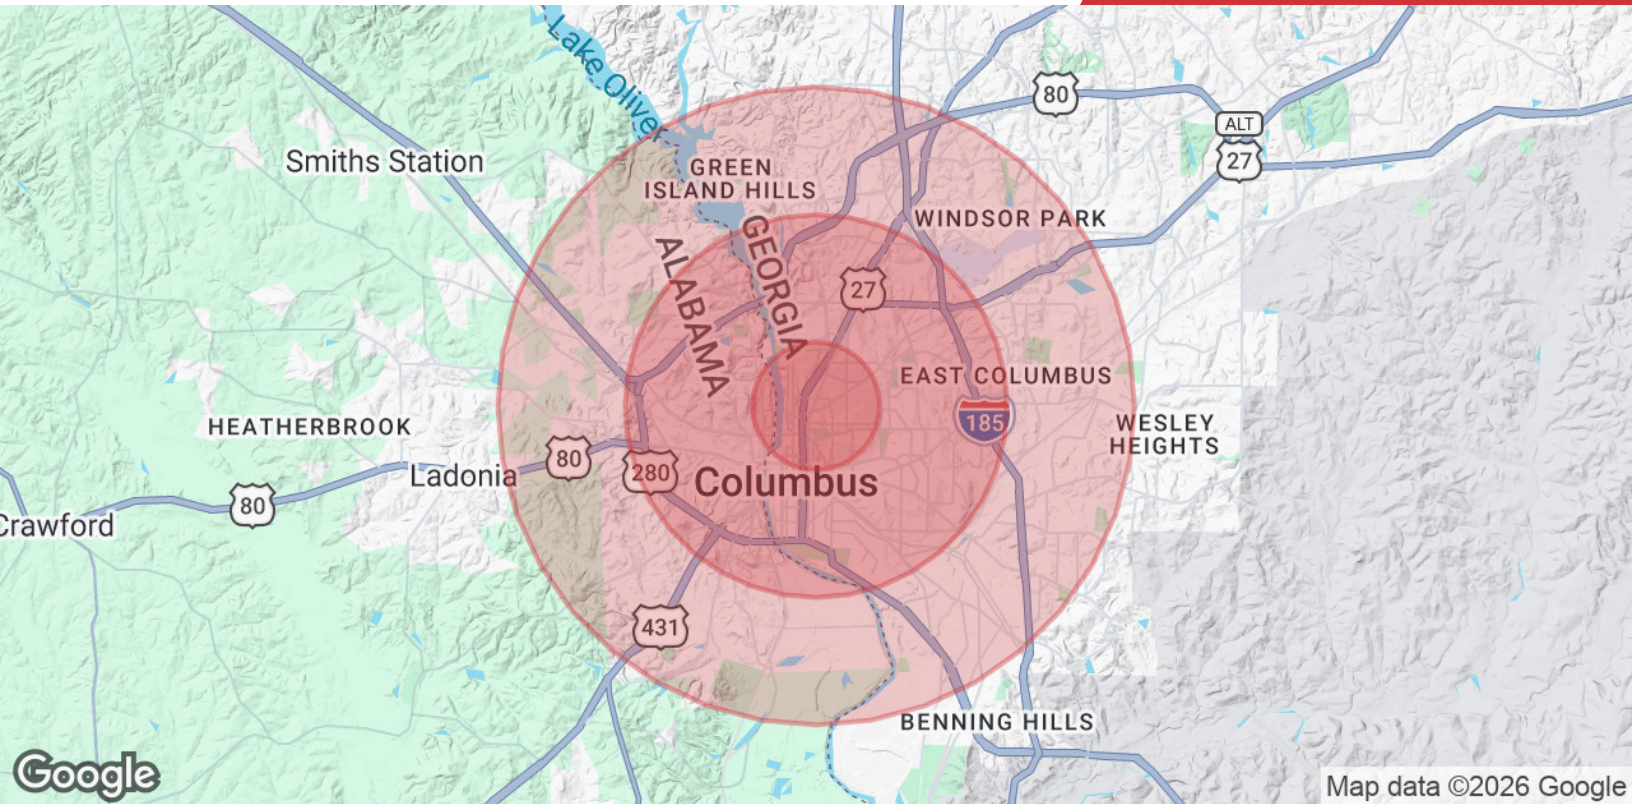 Lake Oliver
80
ALT
27
Smiths Station
GREEN
ISLAND HILLS
WINDSOR PARK
GEORGIA
ALABAMA
27
EAST COLUMBUS
185
WESLEY
HEIGHTS
HEATHERBROOK
80
280
Ladonia
Columbus
80
Crawford
431
BENNING HILLS
Google
Map data ©2026 Google